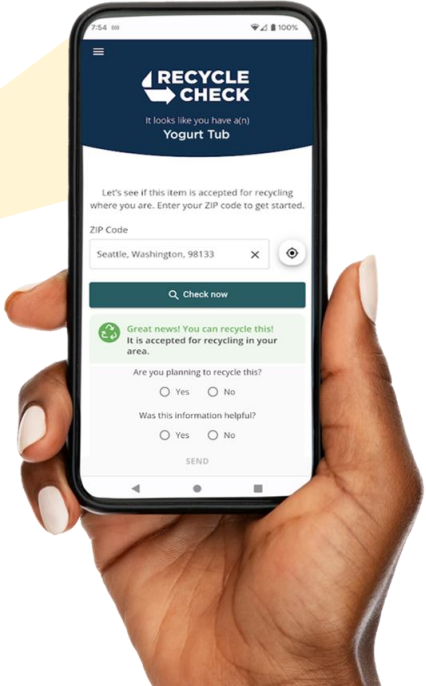 7:54
100%
RECYCLE
CHECK
It looks like you have a(n)
Yogurt Tub
Let's see if this item is accepted for recycling
where you are. Enter your ZIP code to get started.
ZIP Code
Seattle, Washington, 98133
Check now
Great news! You can recycle this!
It is accepted for recycling in your
area.
Are you planning to recycle this?
Yes No
Was this information helpful?
Yes No
SEND